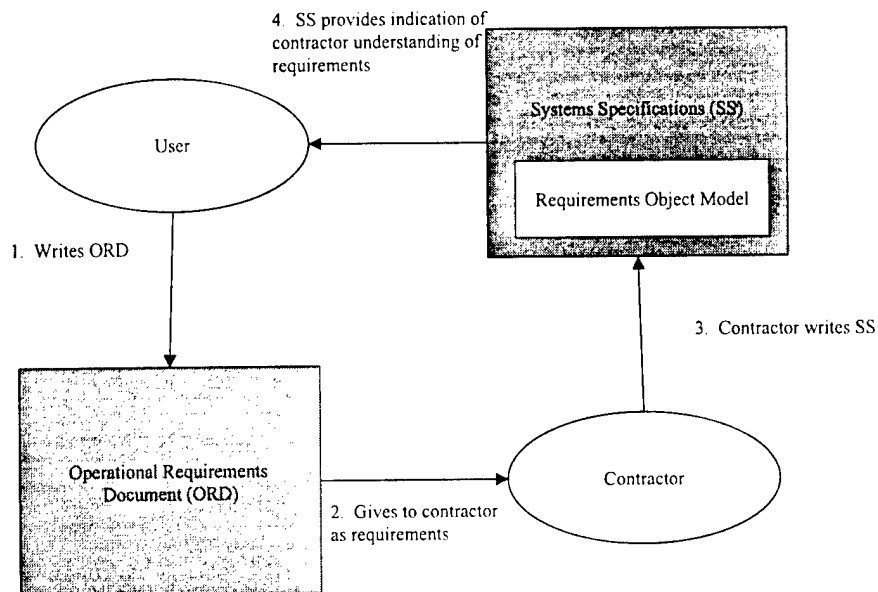 4. SS provides indication of
contractor understanding of
requirements
Systems Specifications (SS)
User
Requirements Object Model
1. Writes ORD
3. Contractor writes SS
Operational Requirements
Document (ORD)
Contractor
2. Gives to contractor
as requirements